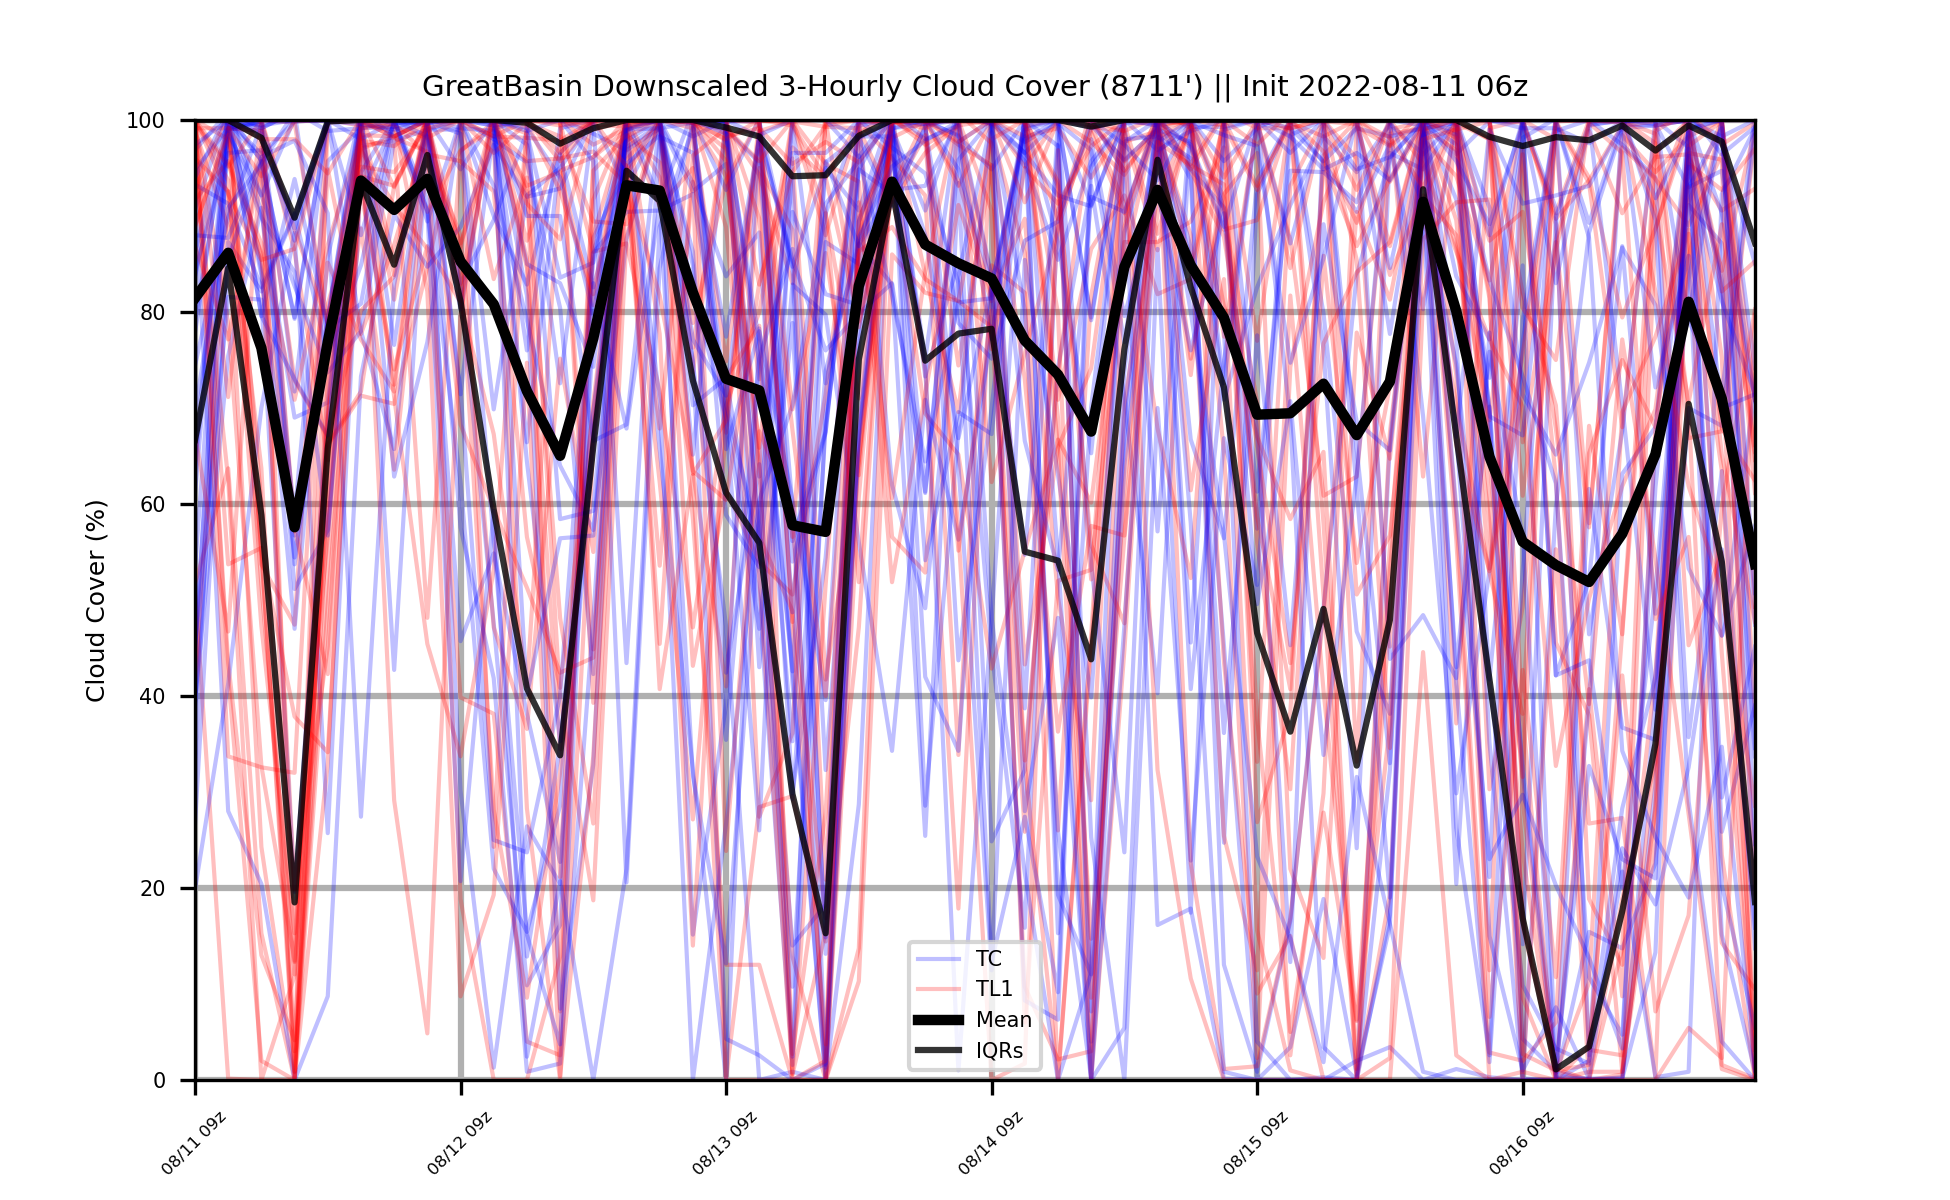 GreatBasin Downscaled 3-Hourly Cloud Cover (8711') || Init 2022-08-11 06z
Cloud Cover (%)
100
80
60
40
20
0
TC
TL1
Mean
IQRs
08/11 09z
08/12 09z
08/13 09z
08/14 09z
08/15 09z
08/16 09z